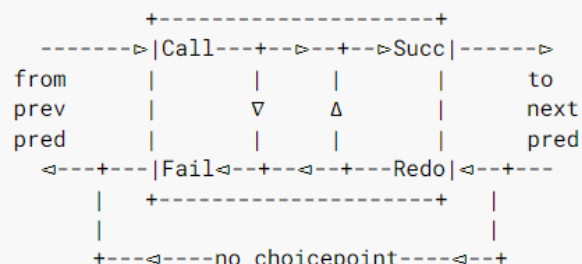 Call Succ
from to
prev next
pred pred
Fail Redo
no choicepoint